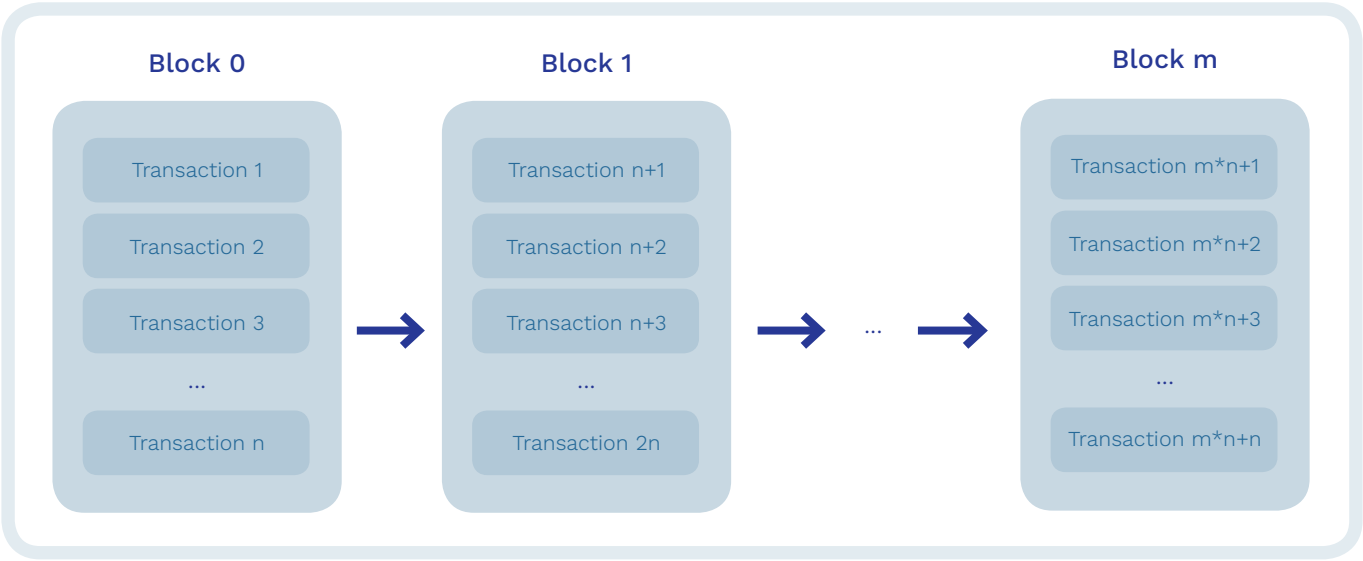 Block 0
Transaction 1
Transaction 2
Transaction 3
...
Transaction n
Block 1
Transaction n+1
Transaction n+2
Transaction n+3
...
Transaction 2n
...
Block m
Transaction m*n+1
Transaction m*n+2
Transaction m*n+3
...
Transaction m*n+n